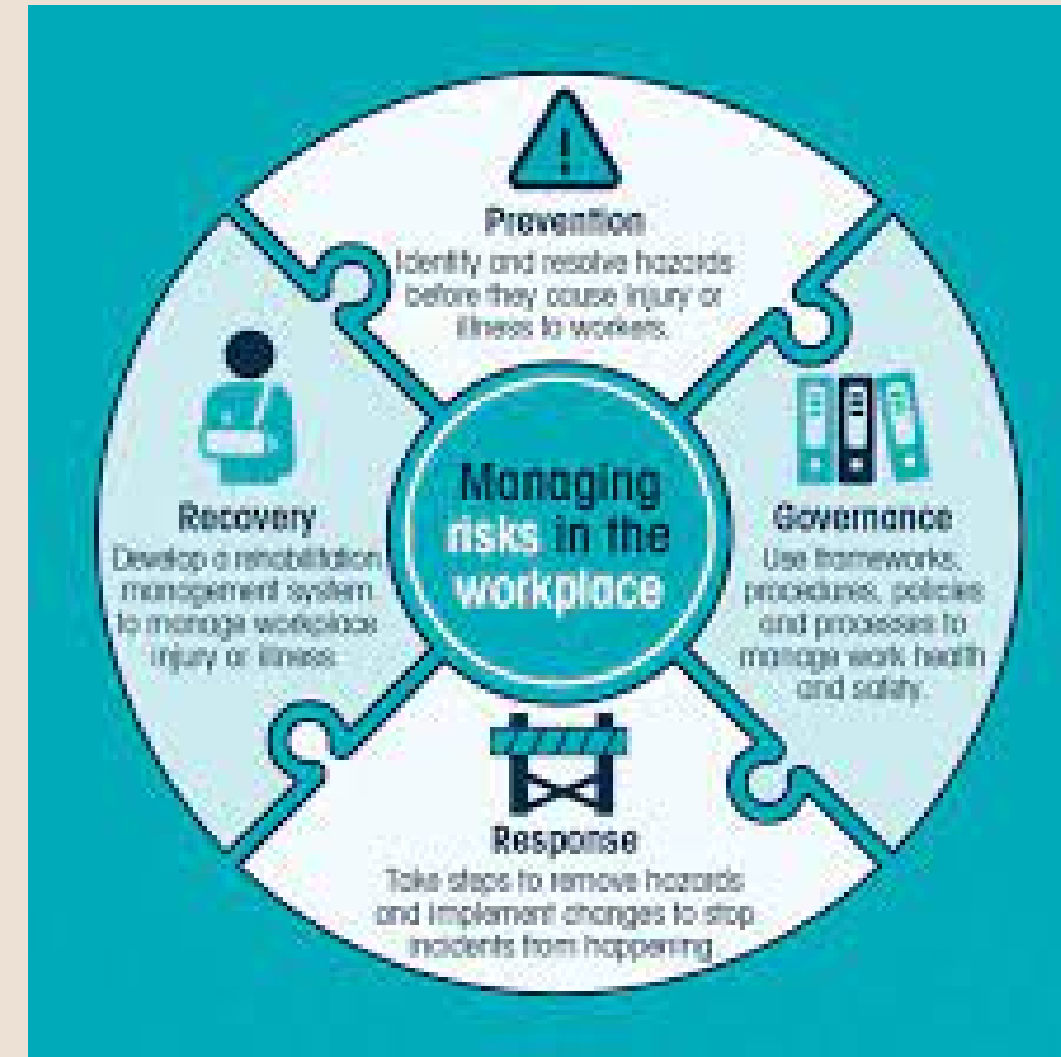 Prevention
Identify and resolve hazards
before they cause injury or
illness to workers.
Governance
Use frameworks,
procedures, policies
and processes to
manage work health
and safety.
Managing
risks in the
workplace
Recovery
Develop a rehabilitation
management system
to manage workplace
injury or illness.
Response
Take steps to remove hazards
and implement changes to stop
incidents from happening.